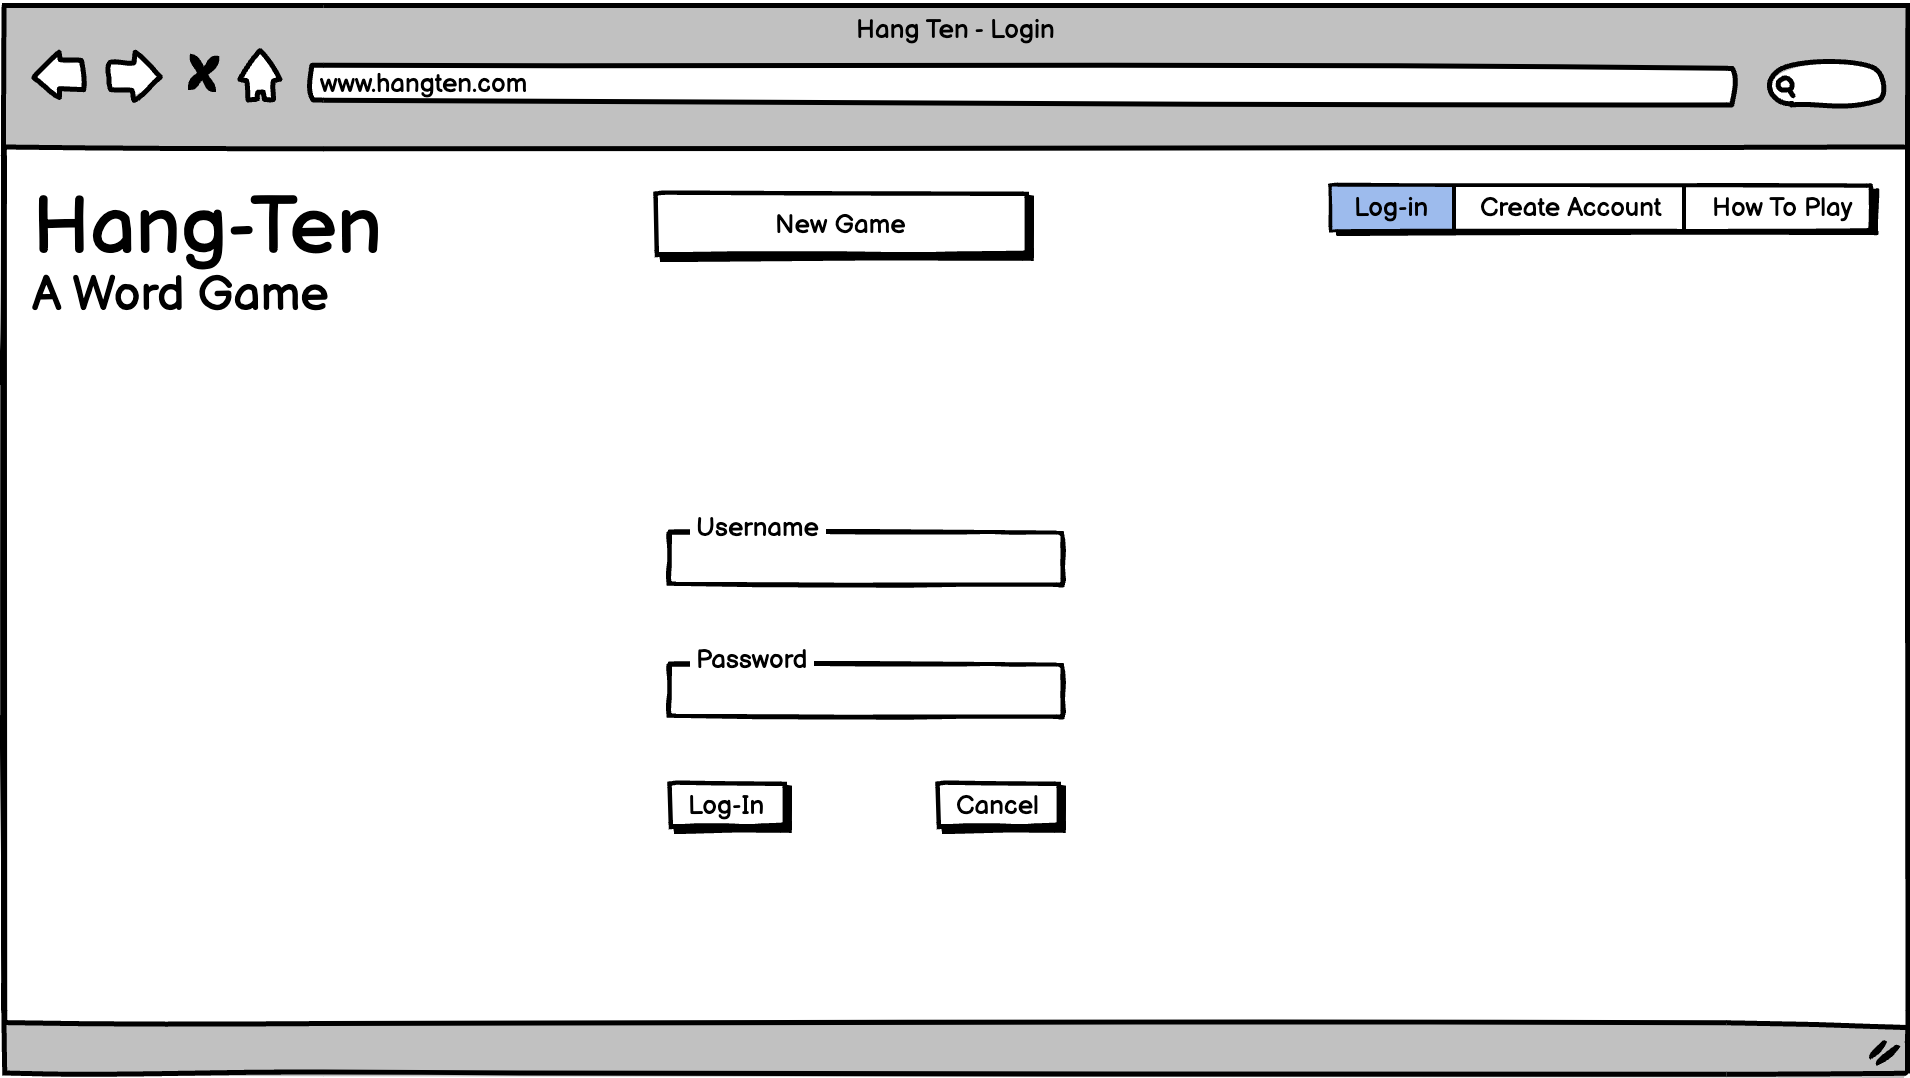 Hang Ten - Login
www.hangten.com
Hang-Ten
A Word Game
New Game
Log-in
Create Account
How To Play
Username
Password
Log-In
Cancel